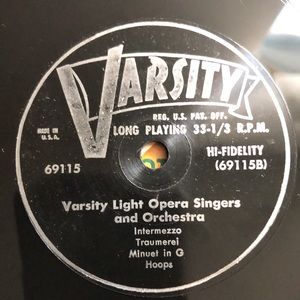 VARSITY
REG. U.S. PAT. OFF.
LONG PLAYING 33-1/3 R.P.M.
MADE IN
U.S.A.
HI-FIDELITY
69115
(69115B)
Varsity Light Opera Singers
and Orchestra
Intermezzo
Traumerei
Minuet in G
Hoops